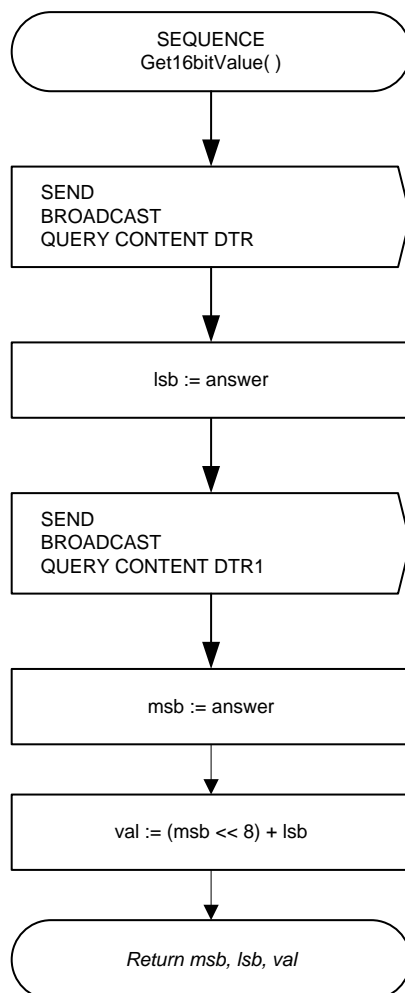 SEQUENCE
Get16bitValue( )
SEND
BROADCAST
QUERY CONTENT DTR
lsb := answer
SEND
BROADCAST
QUERY CONTENT DTR1
msb := answer
val := (msb << 8) + lsb
Return msb, lsb, val